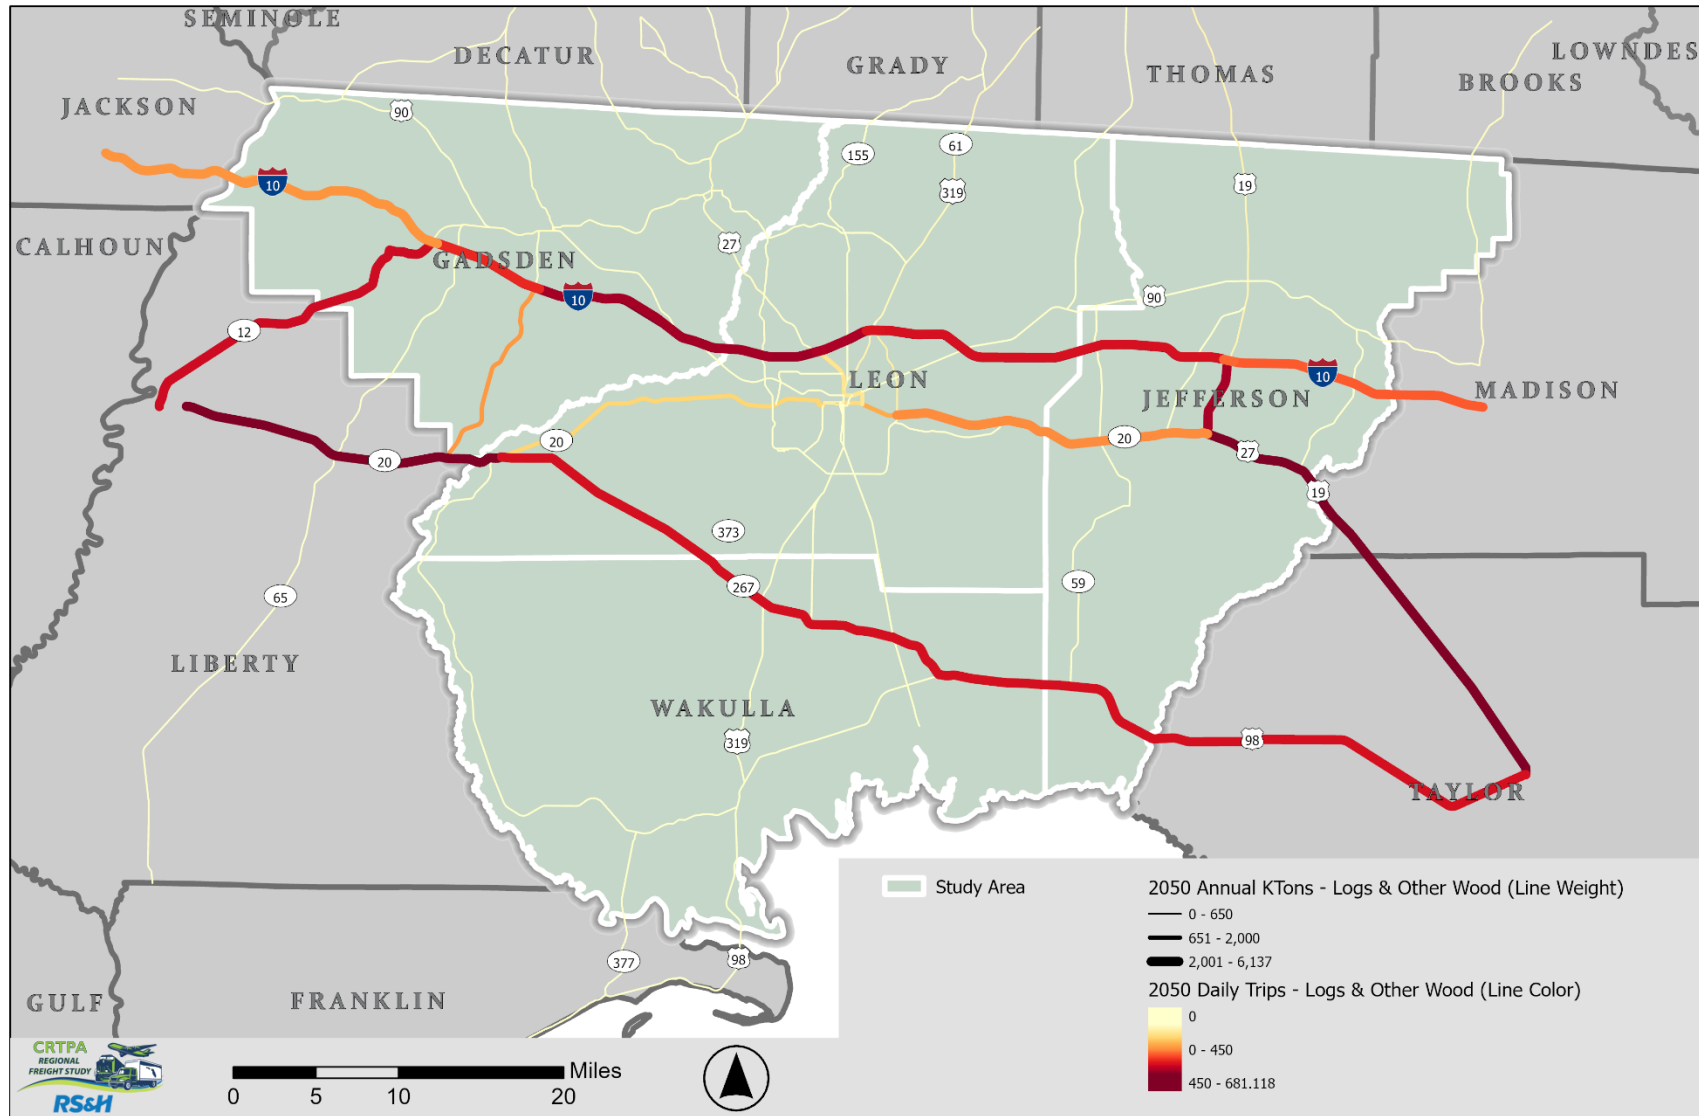 SEMINOLE
DECATUR
GRADY
THOMAS
BROOKS
LOWNDES
JACKSON
90
155
61
319
19
10
CALHOUN
27
GADSDEN
10
90
12
LEON
JEFFERSON
10
MADISON
20
20
20
27
19
373
267
59
65
LIBERTY
WAKULLA
319
98
TAYLOR
377
98
GULF
FRANKLIN
Study Area
2050 Annual KTons - Logs & Other Wood (Line Weight)
0 - 650
651 - 2,000
2,001 - 6,137
2050 Daily Trips - Logs & Other Wood (Line Color)
0
0 - 450
450 - 681.118
CRTPA
REGIONAL
FREIGHT STUDY
RS&H
Miles
0 5 10 20